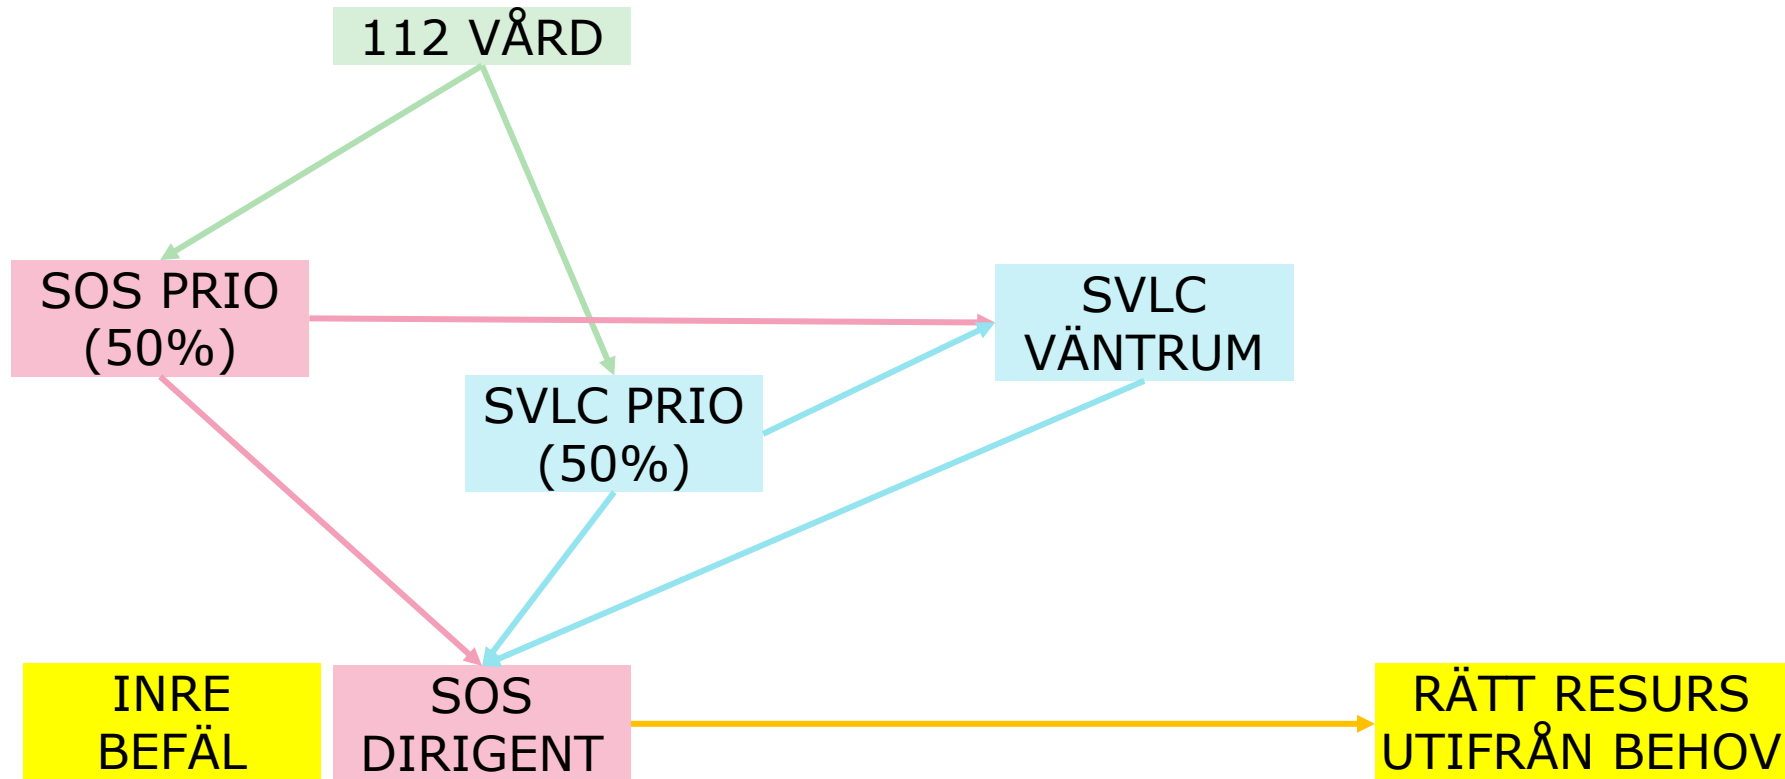 112 VÅRD
SOS PRIO
(50%)
SVLC
VÄNTRUM
SVLC PRIO
(50%)
INRE
BEFÄL
SOS
DIRIGENT
RÄTT RESURS
UTIFRÅN BEHOV